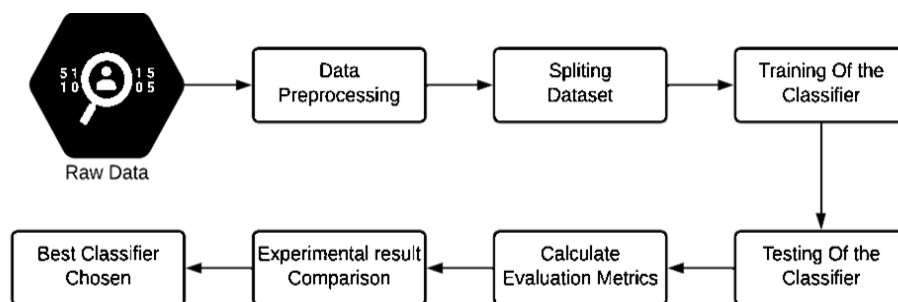 51 15
10 05
Raw Data
Data
Preprocessing
Spliting
Dataset
Training Of the
Classifier
Testing Of the
Classifier
Calculate
Evaluation Metrics
Experimental result
Comparison
Best Classifier
Chosen